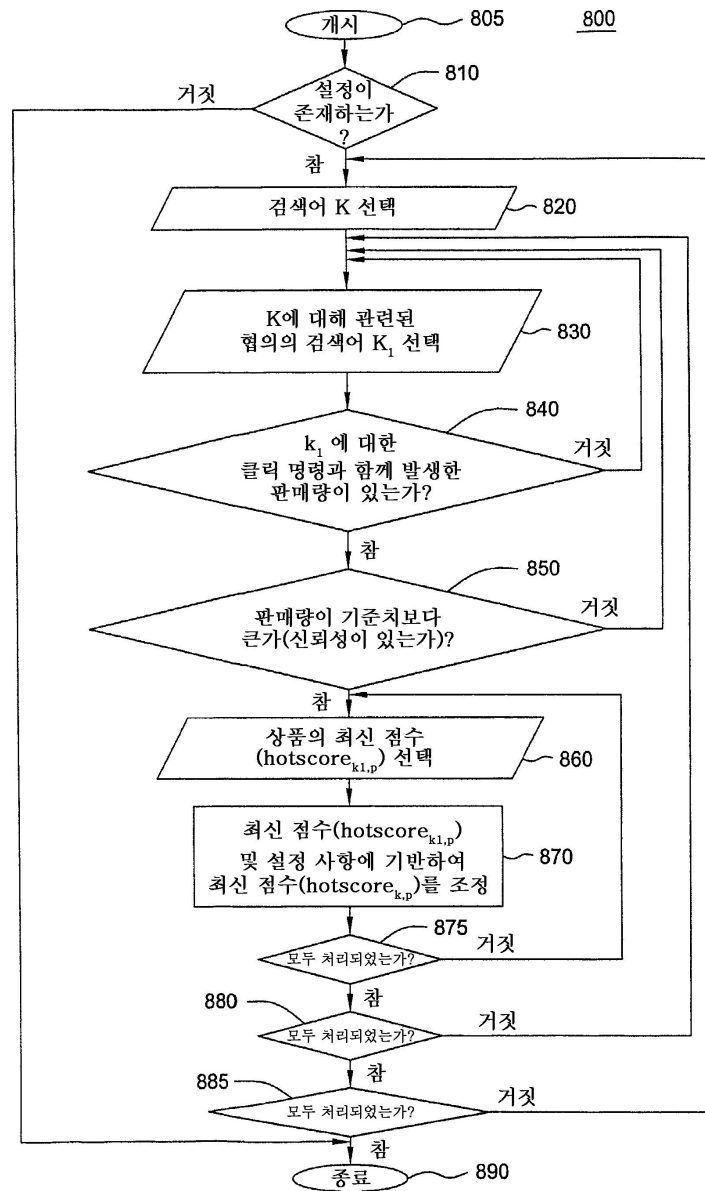 개시
805
800
810
설정이
존재하는가
?
거짓
참
검색어 K 선택
820
K에 대해 관련된
협의의 검색어 K₁ 선택
830
840
k₁ 에 대한
클릭 명령과 함께 발생한
판매량이 있는가?
거짓
참
850
판매량이 기준치보다
큰가(신뢰성이 있는가)?
거짓
참
상품의 최신 점수
(hotscoreₖ₁,ₚ) 선택
860
최신 점수(hotscoreₖ₁,ₚ)
및 설정 사항에 기반하여
최신 점수(hotscoreₖ,ₚ)를 조정
870
875
모두 처리되었는가?
거짓
참
880
모두 처리되었는가?
거짓
참
885
모두 처리되었는가?
거짓
참
종료
890